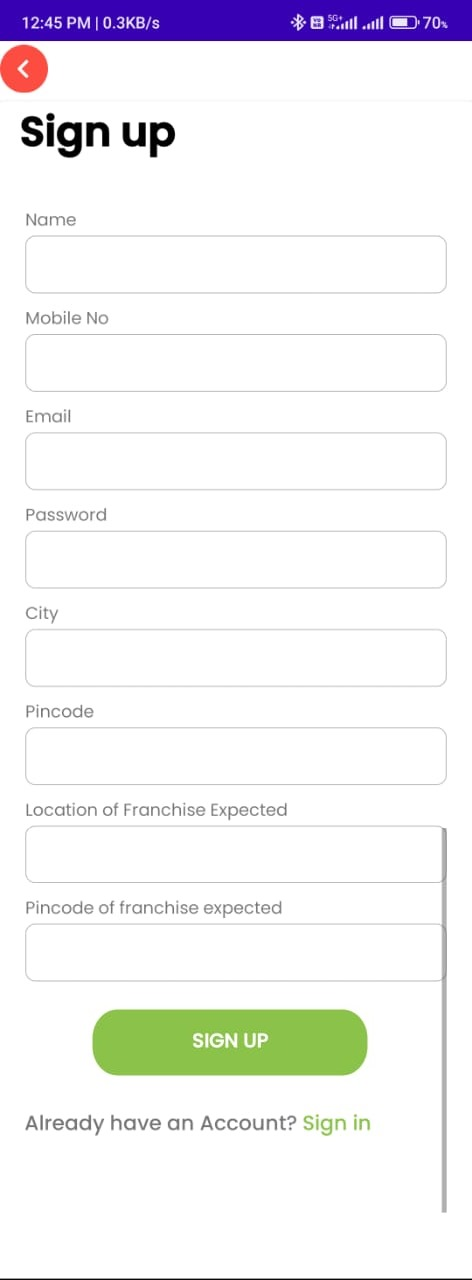 12:45 PM | 0.3KB/s
5G+
70%
Sign up
Name
Mobile No
Email
Password
City
Pincode
Location of Franchise Expected
Pincode of franchise expected
SIGN UP
Already have an Account? Sign in